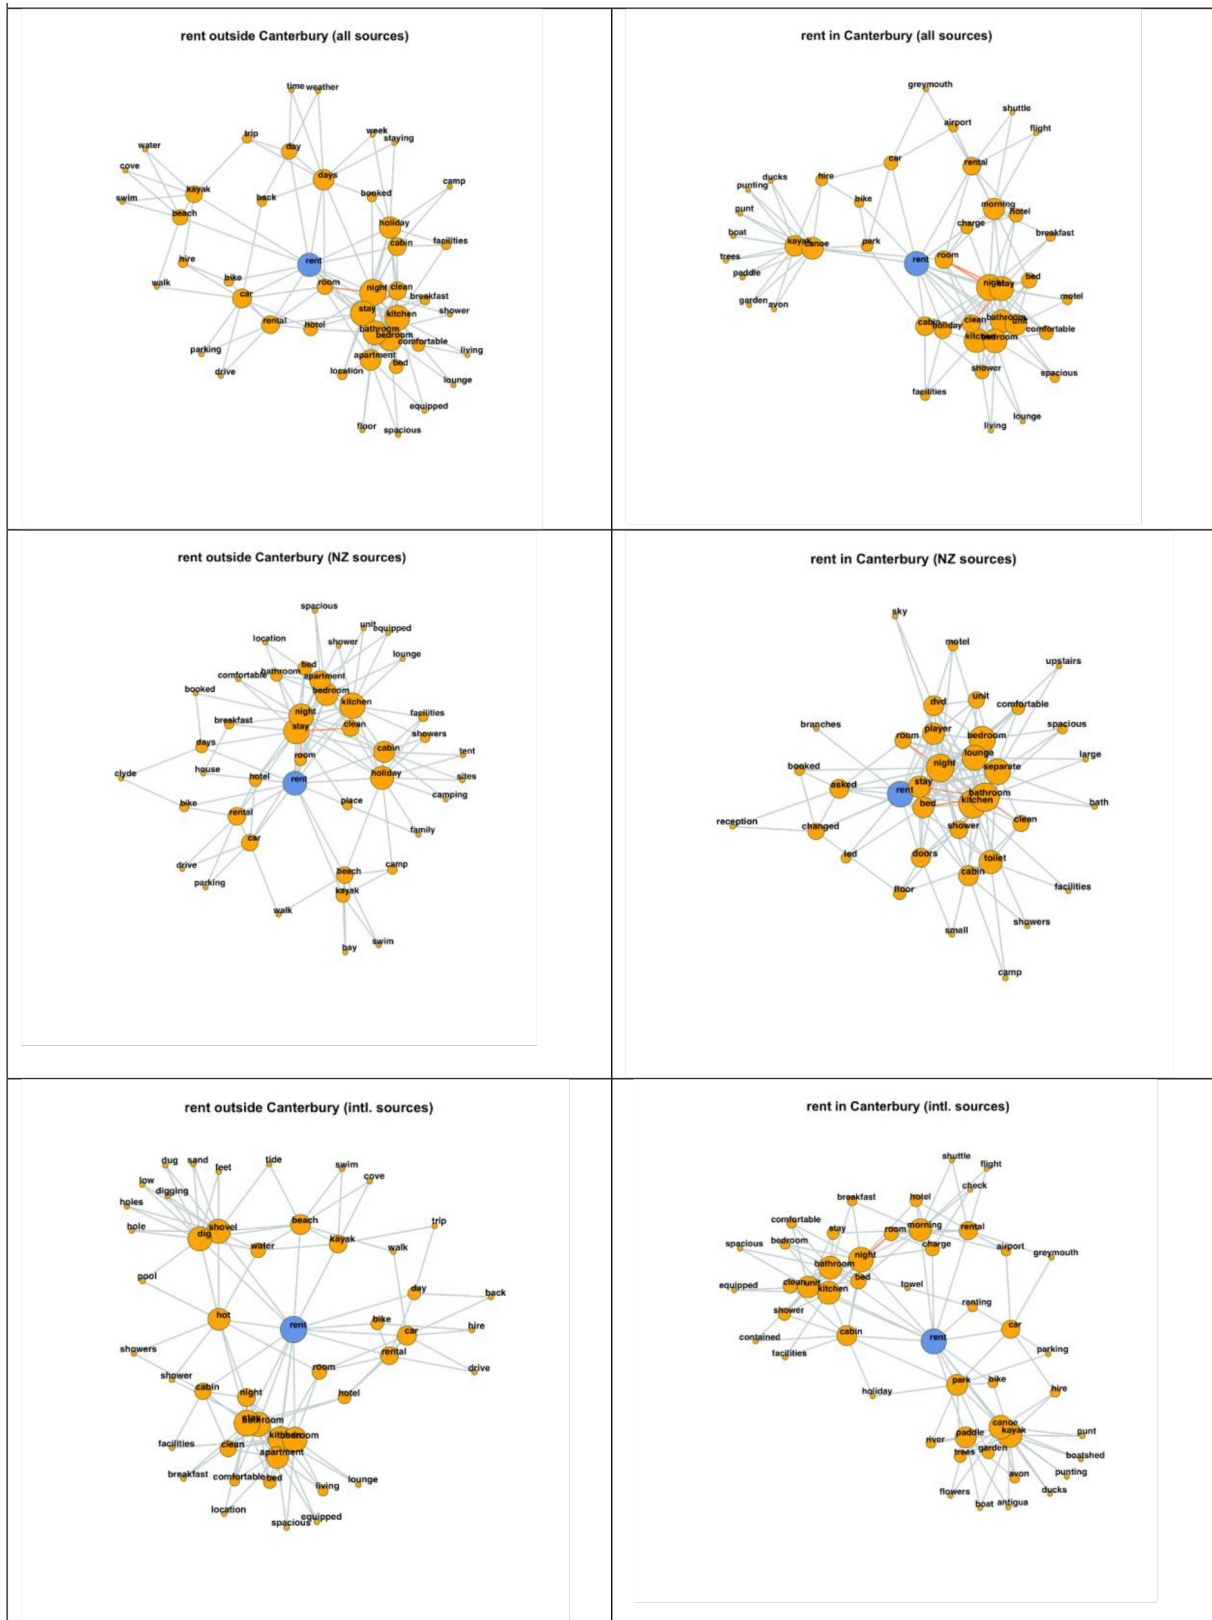 rent outside Canterbury (all sources)
time weather
trip
week
staying
day
water
cove
days
camp
kayak
booked
swim
back
beach
holiday
cabin
facilities
hire
rent
bike
room
walk
night
clean
car
breakfast
stay
shower
rental
hotel
kitchen
bathroom
bedroom
comfortable
parking
apartment
living
bed
drive
location
lounge
equipped
floor
spacious
rent in Canterbury (all sources)
greymouth
shuttle
airport
flight
car
rental
ducks
hire
punting
bike
morning
punt
hotel
charge
boat
kayak
canoe
park
breakfast
trees
rent
room
paddle
night
stay
bed
motel
garden
avon
cabin
holiday
clean
bathroom
unit
comfortable
kitchen
bedroom
shower
spacious
facilities
lounge
living
rent outside Canterbury (NZ sources)
spacious
unit
equipped
location
shower
lounge
bed
bathroom
comfortable
apartment
booked
bedroom
kitchen
night
facilities
breakfast
clean
stay
showers
days
cabin
tent
room
clyde
house
hotel
rent
holiday
sites
camping
bike
place
rental
family
car
drive
beach
camp
parking
kayak
walk
swim
bay
rent in Canterbury (NZ sources)
sky
motel
upstairs
dvd
unit
comfortable
branches
player
spacious
room
bedroom
lounge
large
booked
night
separate
asked
stay
rent
bathroom
bed
kitchen
bath
reception
changed
shower
clean
led
doors
toilet
cabin
floor
facilities
showers
small
camp
rent outside Canterbury (intl. sources)
dug
sand
feet
tide
swim
low
digging
cove
holes
hole
dig
shovel
beach
trip
water
kayak
walk
pool
day
back
hot
rent
bike
car
hire
showers
rental
shower
room
drive
cabin
night
hotel
stay
bathroom
clean
kitchen
bedroom
facilities
apartment
breakfast
comfortable
bed
living
lounge
location
equipped
spacious
rent in Canterbury (intl. sources)
shuttle
flight
check
breakfast
hotel
comfortable
stay
room
morning
rental
spacious
bedroom
charge
airport
night
greymouth
bathroom
equipped
clean
unit
bed
kitchen
towel
shower
renting
contained
cabin
rent
car
facilities
parking
holiday
park
bike
hire
canoe
river
paddle
kayak
punt
trees
garden
boatshed
avon
punting
flowers
ducks
boat
antigua